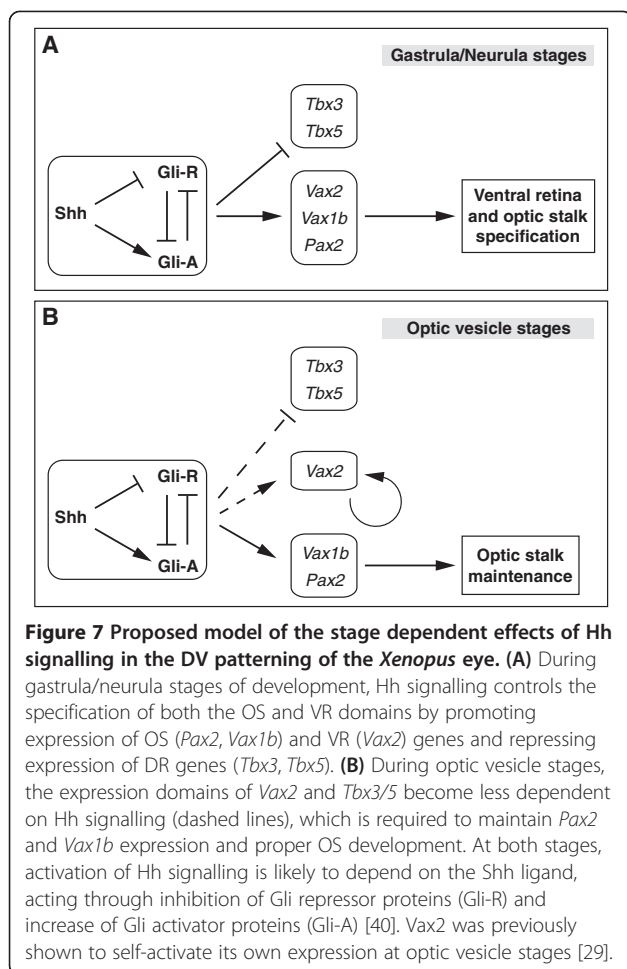 A
Gastrula/Neurula stages
Tbx3
Tbx5
Gli-R
Shh
Gli-A
Vax2
Vax1b
Pax2
Ventral retina
and optic stalk
specification
B
Optic vesicle stages
Tbx3
Tbx5
Gli-R
Shh
Gli-A
Vax2
Vax1b
Pax2
Optic stalk
maintenance
Figure 7 Proposed model of the stage dependent effects of Hh
signalling in the DV patterning of the Xenopus eye. (A) During
gastrula/neurula stages of development, Hh signalling controls the
specification of both the OS and VR domains by promoting
expression of OS (Pax2, Vax1b) and VR (Vax2) genes and repressing
expression of DR genes (Tbx3, Tbx5). (B) During optic vesicle stages,
the expression domains of Vax2 and Tbx3/5 become less dependent
on Hh signalling (dashed lines), which is required to maintain Pax2
and Vax1b expression and proper OS development. At both stages,
activation of Hh signalling is likely to depend on the Shh ligand,
acting through inhibition of Gli repressor proteins (Gli-R) and
increase of Gli activator proteins (Gli-A) [40]. Vax2 was previously
shown to self-activate its own expression at optic vesicle stages [29].